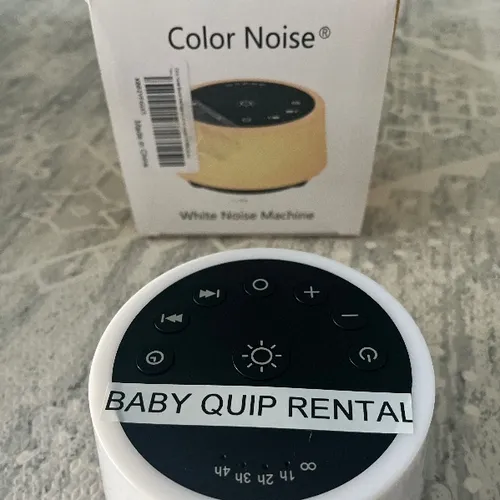 Color Noise®
Made in China
White Noise Machine
BABY QUIP RENTAL
1h 2h 3h 4h ∞